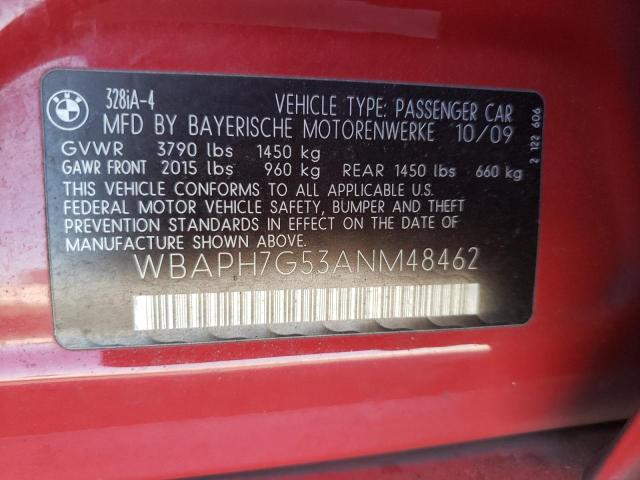 328iA-4 VEHICLE TYPE: PASSENGER CAR
MFD BY BAYERISCHE MOTORENWERKE 10/09
GVWR 3790 lbs 1450 kg
GAWR FRONT 2015 lbs 960 kg REAR 1450 lbs 660 kg
THIS VEHICLE CONFORMS TO ALL APPLICABLE U.S.
FEDERAL MOTOR VEHICLE SAFETY, BUMPER AND THEFT
PREVENTION STANDARDS IN EFFECT ON THE DATE
OF MANUFACTURE SHOWN ABOVE.
WBAPH7G53ANM48462
2 122 606